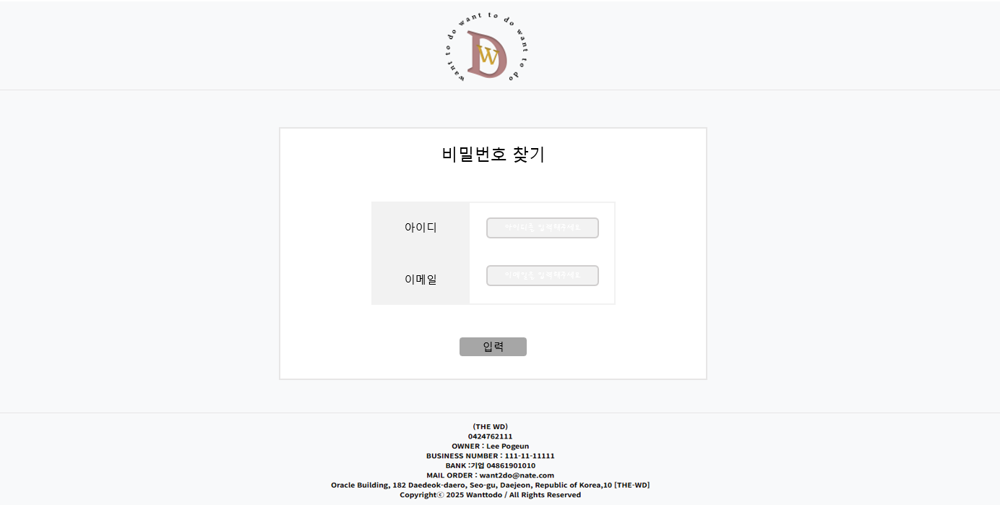 want to do want to do want to do
D
W
비밀번호 찾기
아이디
아이디를 입력해주세요
이메일
이메일을 입력해주세요
입력
(THE WD)
0424762111
OWNER : Lee Pogeun
BUSINESS NUMBER : 111-11-11111
BANK :기업 04861901010
MAIL ORDER : want2do@nate.com
Oracle Building, 182 Daedeok-daero, Seo-gu, Daejeon, Republic of Korea,10 [THE-WD]
Copyrightⓒ 2025 Wanttodo / All Rights Reserved